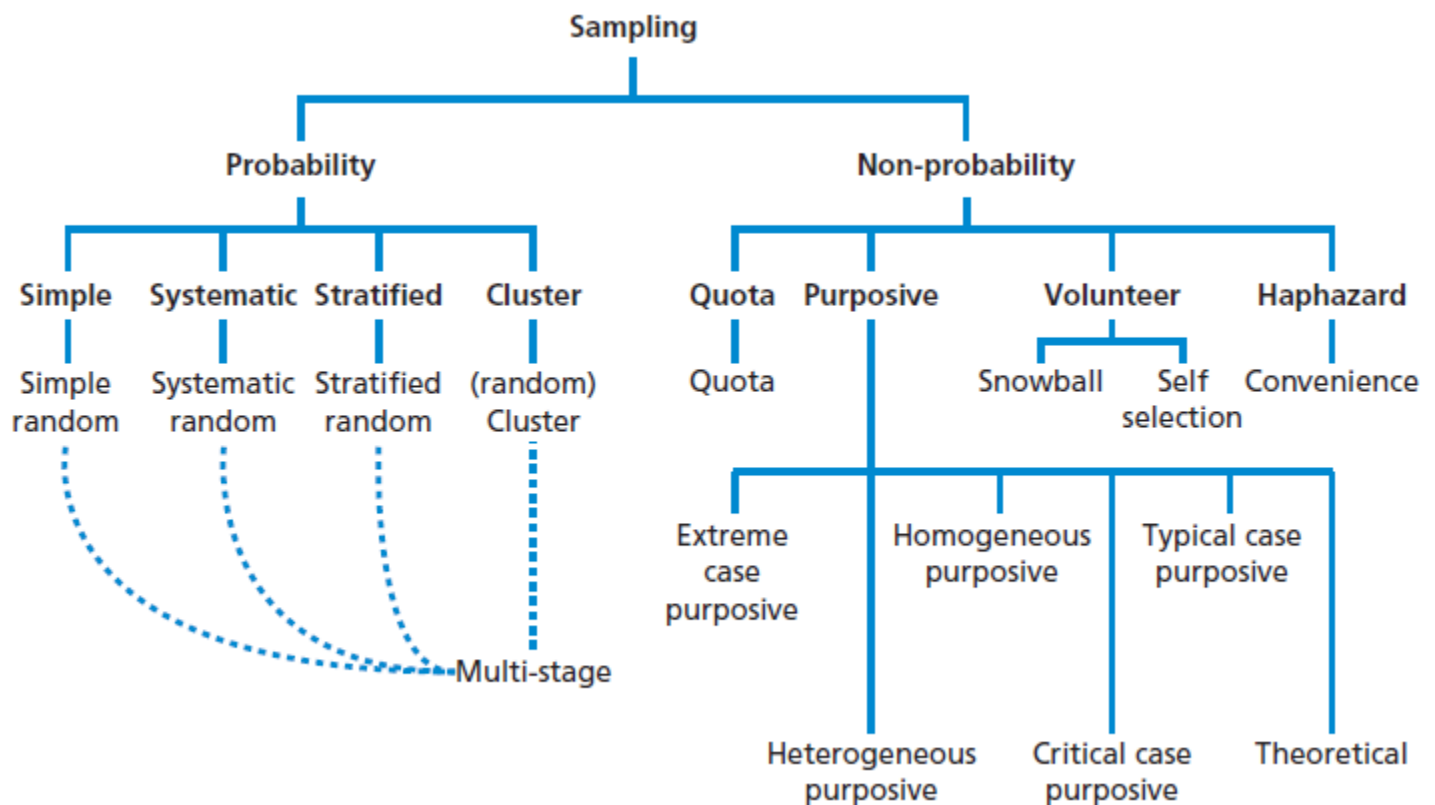 Sampling
Probability
Non-probability
Simple
Systematic
Stratified
Cluster
Quota
Purposive
Volunteer
Haphazard
Simple
random
Systematic
random
Stratified
random
(random)
Cluster
Quota
Snowball
Self
selection
Convenience
Extreme
case
purposive
Homogeneous
purposive
Typical case
purposive
Multi-stage
Heterogeneous
purposive
Critical case
purposive
Theoretical